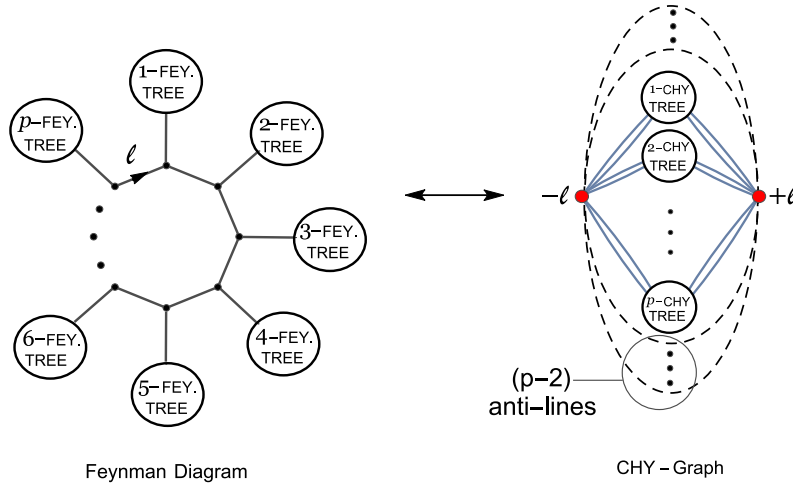 1–FEY.
TREE
p–FEY.
TREE
2–FEY.
TREE
ℓ
3–FEY.
TREE
4–FEY.
TREE
5–FEY.
TREE
6–FEY.
TREE
Feynman Diagram
1–CHY
TREE
2–CHY
TREE
−ℓ
+ℓ
p–CHY
TREE
(p–2)
anti–lines
CHY – Graph